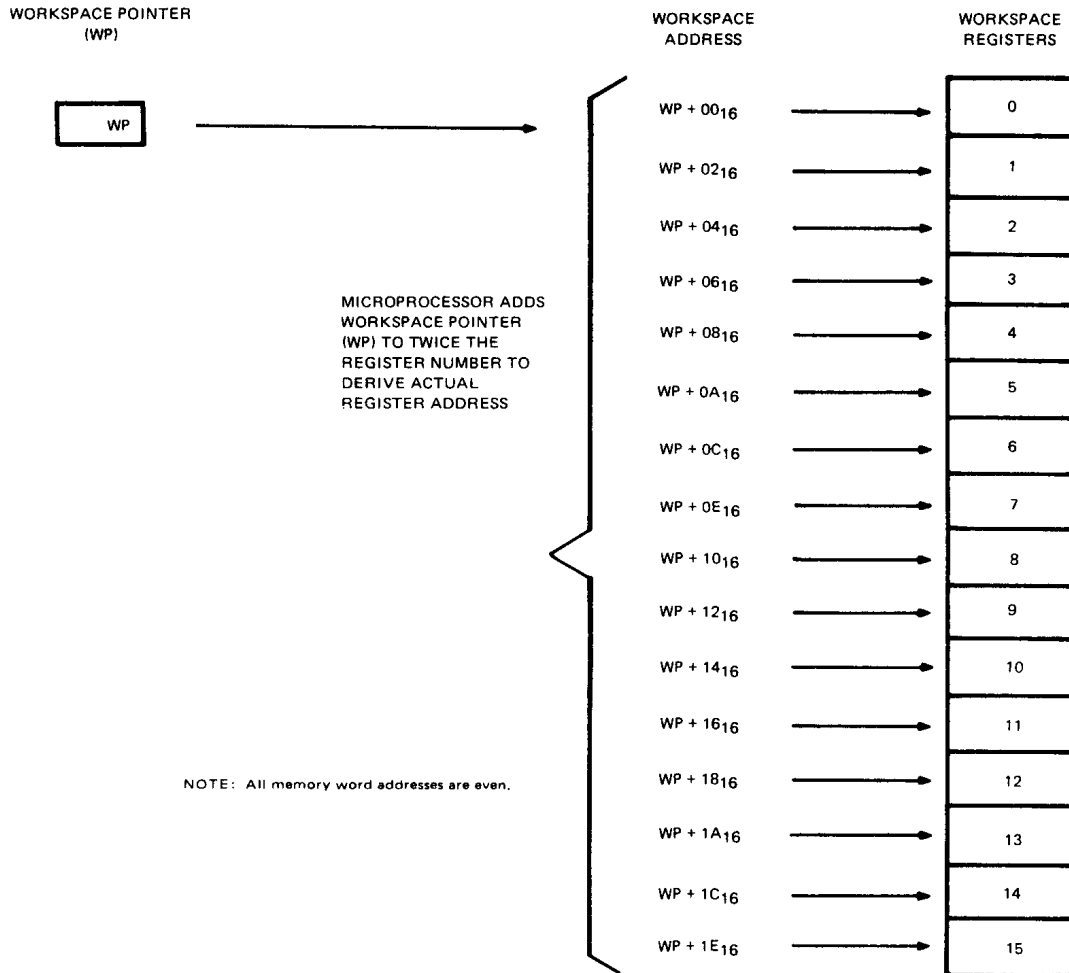 WORKSPACE POINTER
(WP)
WORKSPACE
ADDRESS
WORKSPACE
REGISTERS
WP
WP + 00₁₆ 0
WP + 02₁₆ 1
WP + 04₁₆ 2
WP + 06₁₆ 3
WP + 08₁₆ 4
WP + 0A₁₆ 5
WP + 0C₁₆ 6
WP + 0E₁₆ 7
WP + 10₁₆ 8
WP + 12₁₆ 9
WP + 14₁₆ 10
WP + 16₁₆ 11
WP + 18₁₆ 12
WP + 1A₁₆ 13
WP + 1C₁₆ 14
WP + 1E₁₆ 15
MICROPROCESSOR ADDS
WORKSPACE POINTER
(WP) TO TWICE THE
REGISTER NUMBER TO
DERIVE ACTUAL
REGISTER ADDRESS
NOTE: All memory word addresses are even.